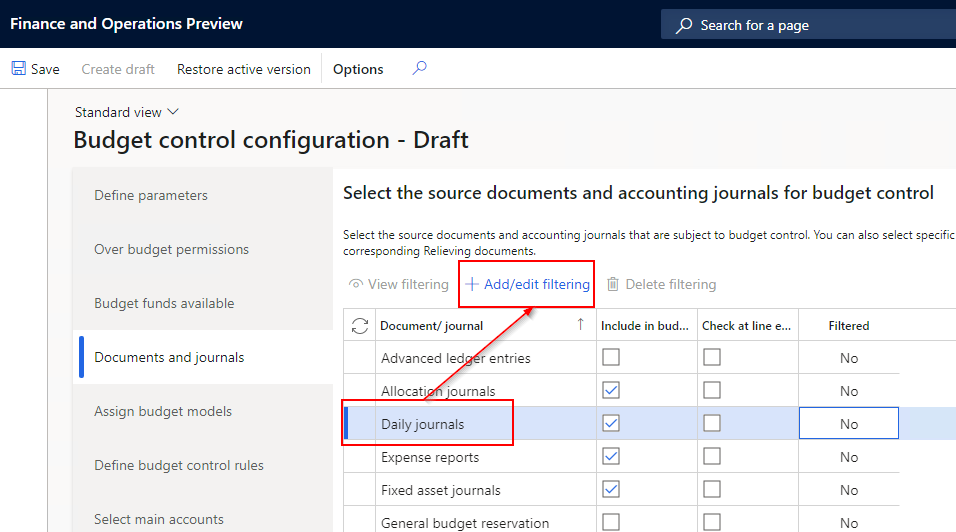 Finance and Operations Preview
Search for a page
Save
Create draft
Restore active version
Options
Standard view
Budget control configuration - Draft
Define parameters
Over budget permissions
Budget funds available
Documents and journals
Assign budget models
Define budget control rules
Select main accounts
Select the source documents and accounting journals for budget control
Select the source documents and accounting journals that are subject to budget control. You can also select specific
corresponding Relieving documents.
View filtering
Add/edit filtering
Delete filtering
Document/ journal ↑ Include in bud... Check at line e... Filtered
Advanced ledger entries No
Allocation journals No
Daily journals No
Expense reports No
Fixed asset journals No
General budget reservation No